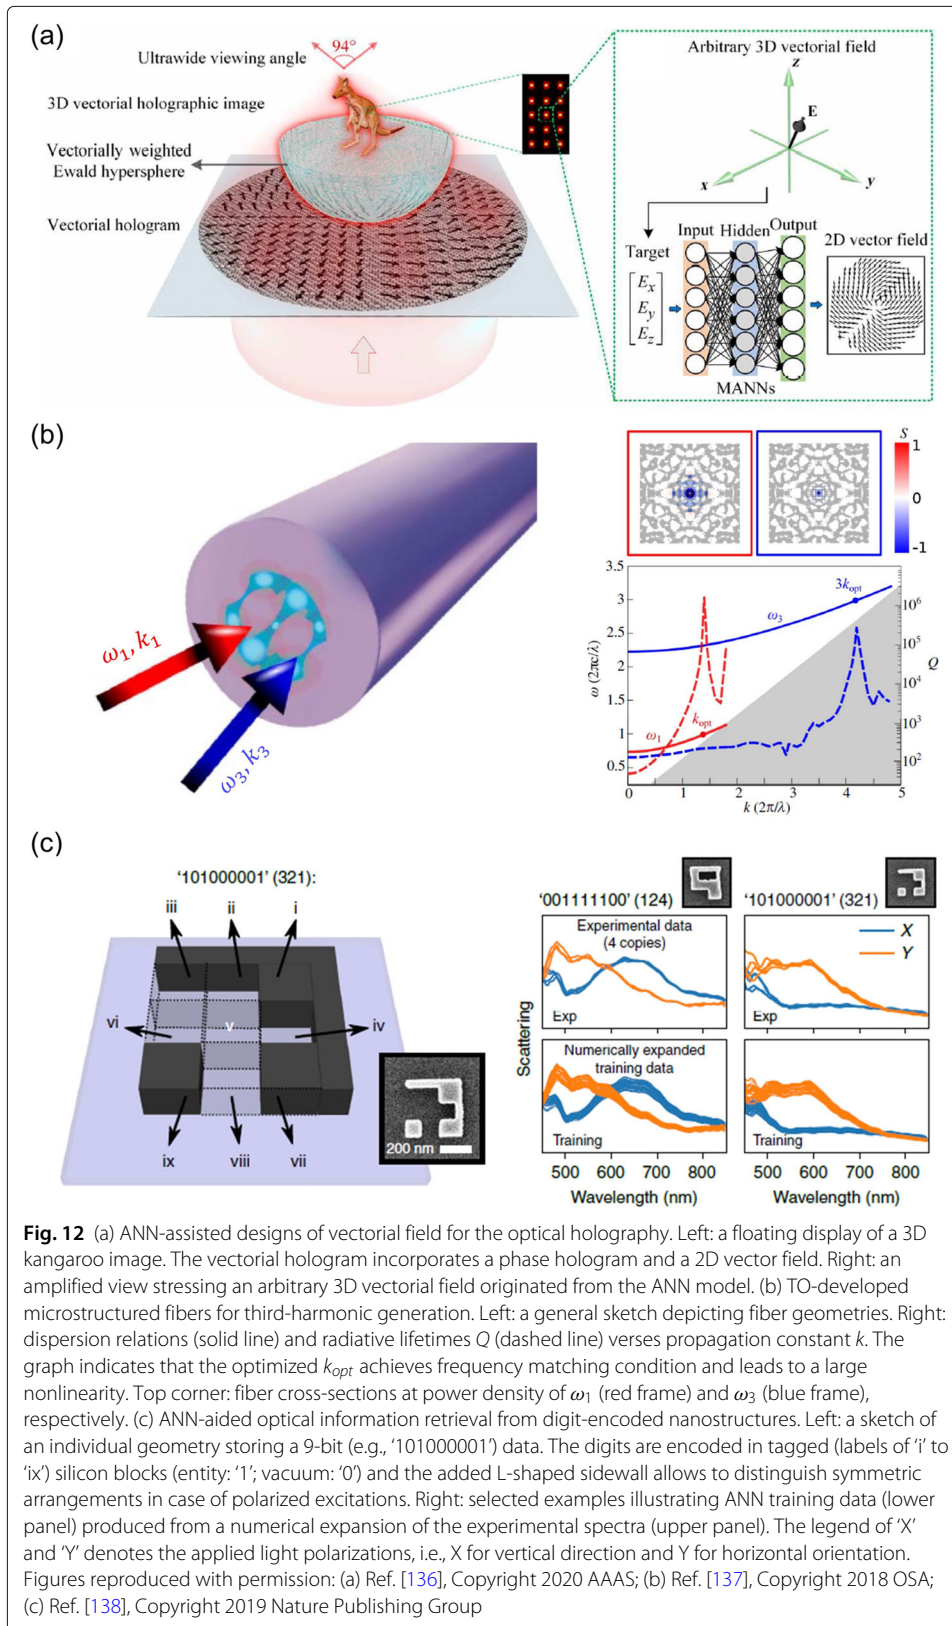 (a)
94°
Ultrawide viewing angle
3D vectorial holographic image
Vectorially weighted
Ewald hypersphere
Vectorial hologram
Arbitrary 3D vectorial field
z
E
x
y
Input Hidden Output
Target
2D vector field
Ex
Ey
Ez
MANNs
(b)
ω1, k1
ω3, k3
S
1
0
-1
3.5
3
2.5
2
1.5
1
0.5
ω (2πc/λ)
3kopt
ω3
kopt
ω1
10^6
10^5
10^4
10^3
10^2
Q
0 1 2 3 4 5
k (2π/λ)
(c)
'101000001' (321):
iii ii i
vi v iv
ix viii vii
200 nm
'001111100' (124) '101000001' (321)
Experimental data
(4 copies)
Exp
X
Y
Exp
Scattering
Numerically expanded
training data
Training
Training
500 600 700 800
500 600 700 800
Wavelength (nm) Wavelength (nm)
Fig. 12 (a) ANN-assisted designs of vectorial field for the optical holography. Left: a floating display of a 3D
kangaroo image. The vectorial hologram incorporates a phase hologram and a 2D vector field. Right: an
amplified view stressing an arbitrary 3D vectorial field originated from the ANN model. (b) TO-developed
microstructured fibers for third-harmonic generation. Left: a general sketch depicting fiber geometries. Right:
dispersion relations (solid line) and radiative lifetimes Q (dashed line) verses propagation constant k. The
graph indicates that the optimized kopt achieves frequency matching condition and leads to a large
nonlinearity. Top corner: fiber cross-sections at power density of ω1 (red frame) and ω3 (blue frame),
respectively. (c) ANN-aided optical information retrieval from digit-encoded nanostructures. Left: a sketch of
an individual geometry storing a 9-bit (e.g., '101000001') data. The digits are encoded in tagged (labels of 'i' to
'ix') silicon blocks (entity: '1'; vacuum: '0') and the added L-shaped sidewall allows to distinguish symmetric
arrangements in case of polarized excitations. Right: selected examples illustrating ANN training data (lower
panel) produced from a numerical expansion of the experimental spectra (upper panel). The legend of 'X'
and 'Y' denotes the applied light polarizations, i.e., X for vertical direction and Y for horizontal orientation.
Figures reproduced with permission: (a) Ref. [136], Copyright 2020 AAAS; (b) Ref. [137], Copyright 2018 OSA;
(c) Ref. [138], Copyright 2019 Nature Publishing Group